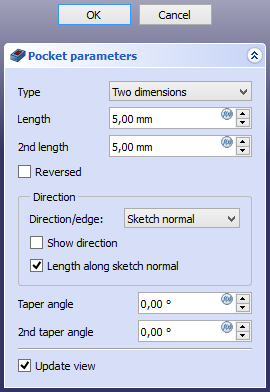 OK Cancel
Pocket parameters
Type Two dimensions
Length 5,00 mm
2nd length 5,00 mm
Reversed
Direction
Direction/edge: Sketch normal
Show direction
Length along sketch normal
Taper angle 0,00 °
2nd taper angle 0,00 °
Update view